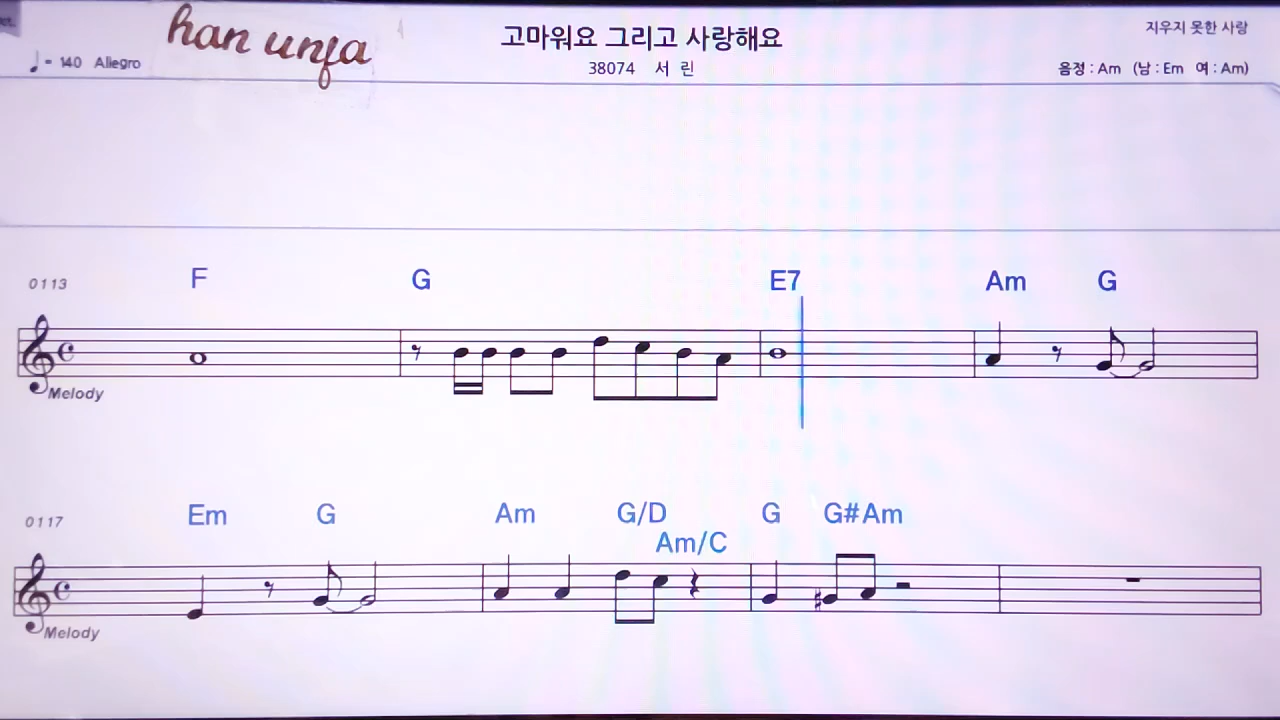 han unfa
고마워요 그리고 사랑해요
지우지 못한 사랑
♩= 140 Allegro
38074 서 린
음정 : Am (남 : Em 여 : Am)
0113 F G E7 Am G
Melody
0117 Em G Am G/D G G#Am
Am/C
Melody